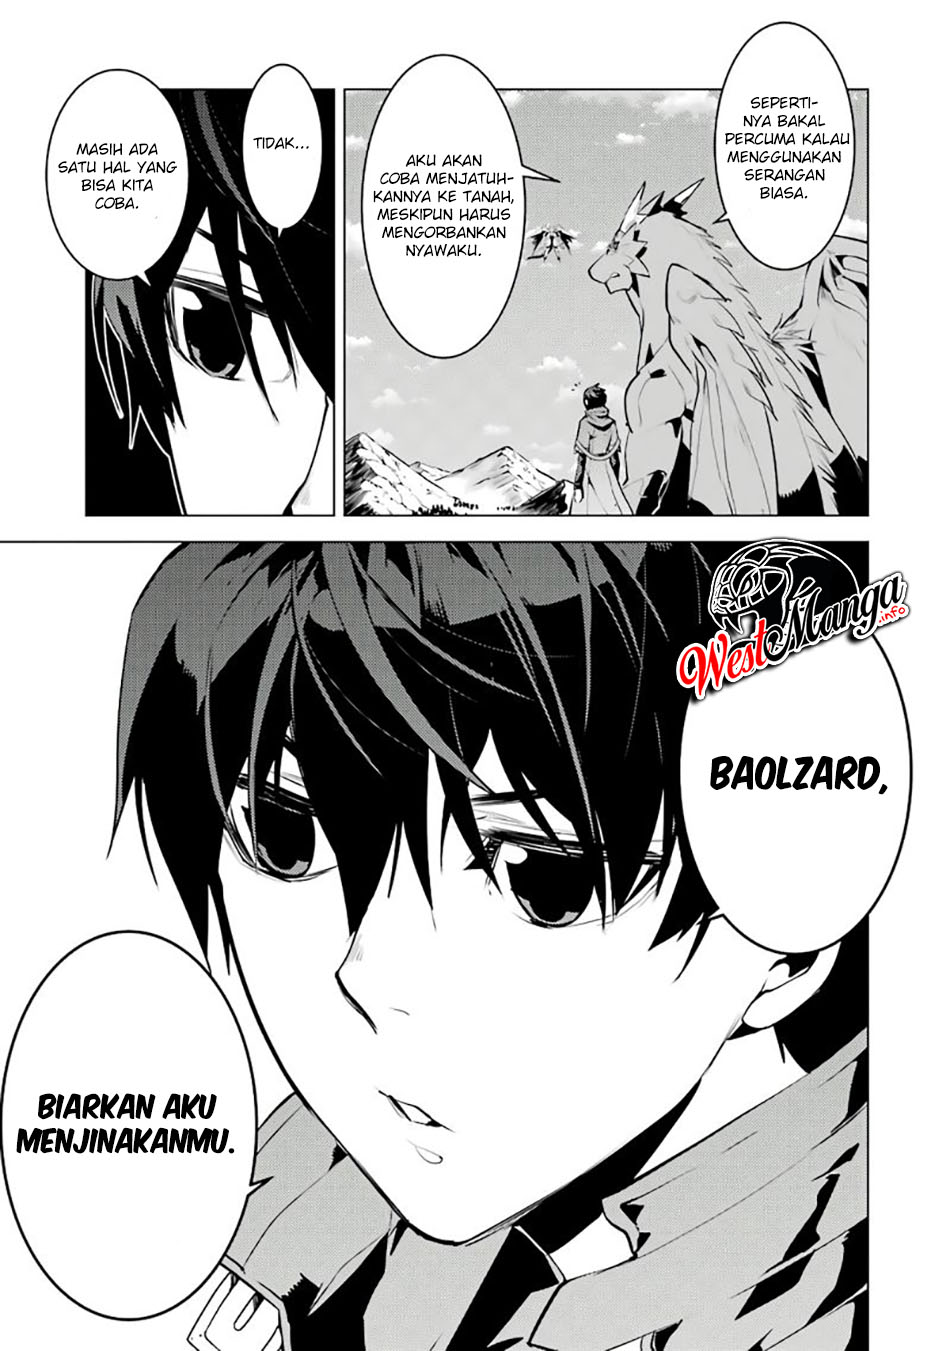 SEPERTI-
NYA BAKAL
PERCUMA KALAU
MENGGUNAKAN
SERANGAN
BIASA.
AKU AKAN
COBA MENJATUH-
KANNYA KE TANAH,
MESKIPUN HARUS
MENGORBANKAN
NYAWAKU.
TIDAK...
MASIH ADA
SATU HAL YANG
BISA KITA
COBA.
WestManga
.info
BAOLZARD,
BIARKAN AKU
MENJINAKANMU.